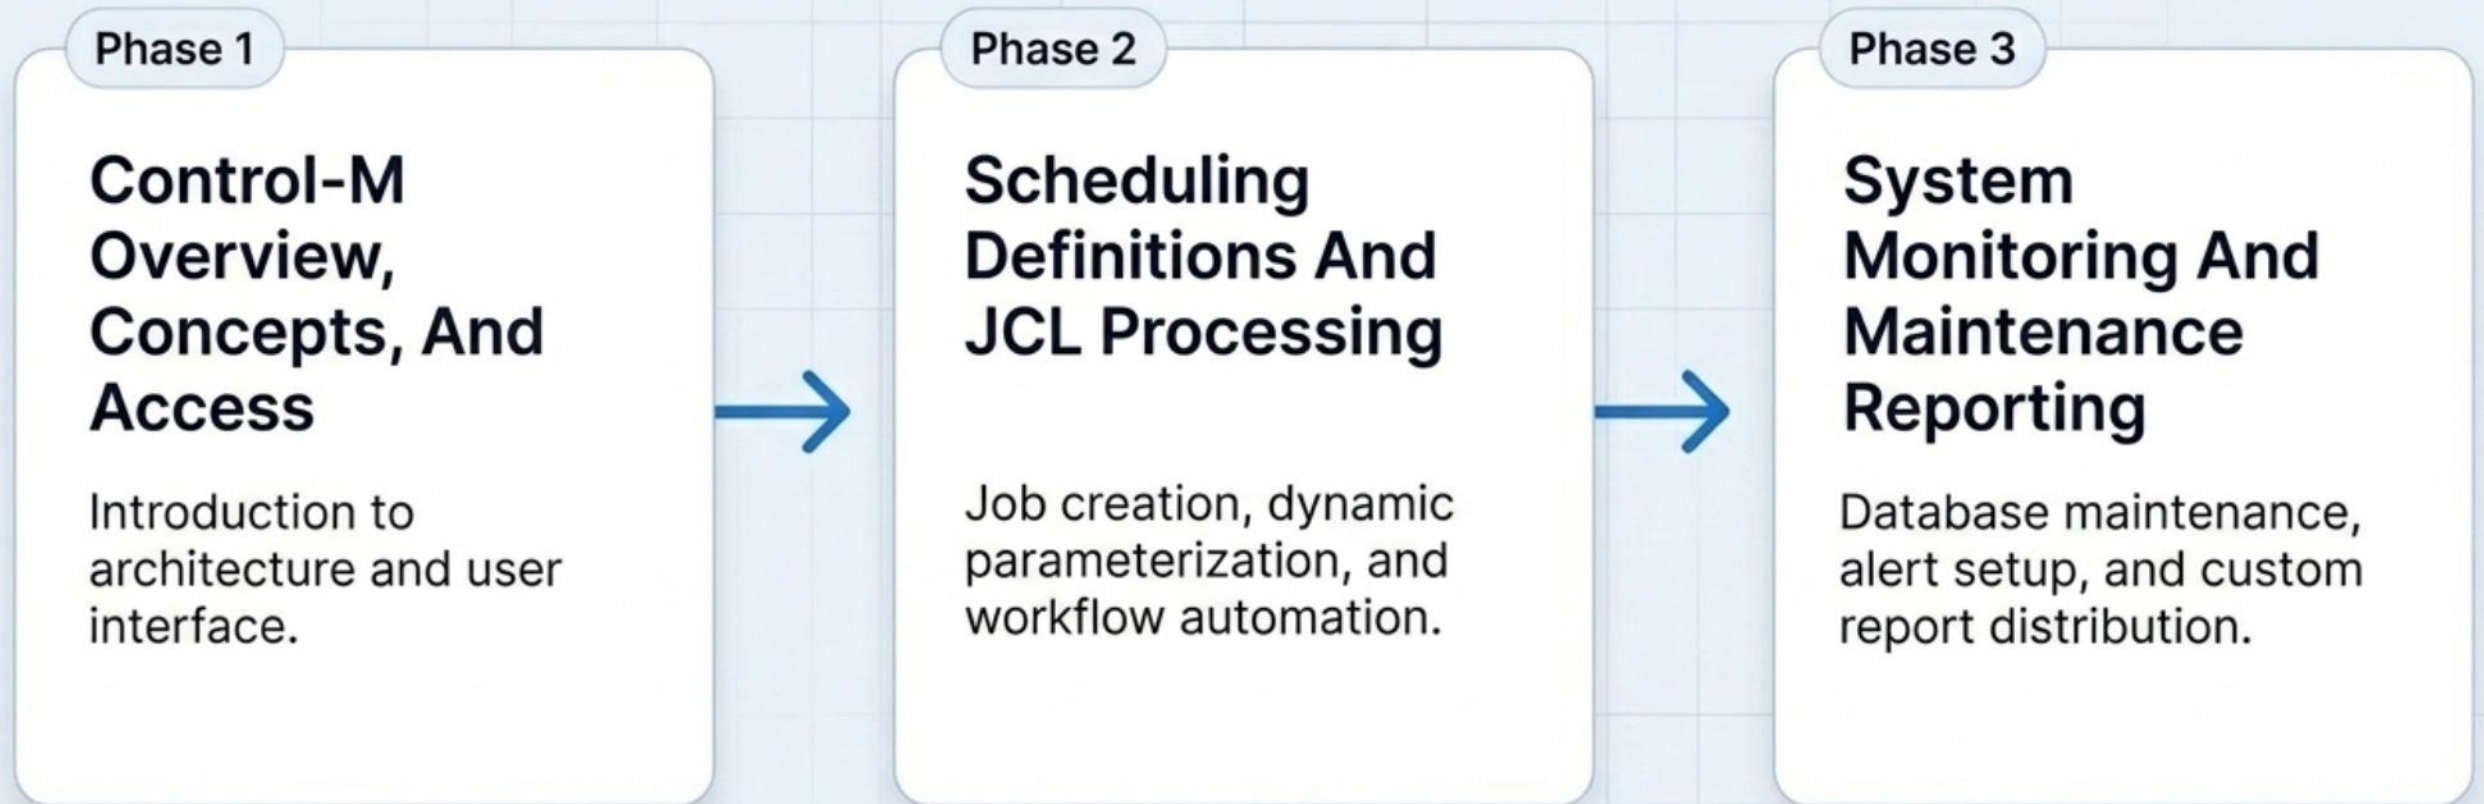 Phase 1
Control-M
Overview,
Concepts, And
Access
Introduction to
architecture and user
interface.
Phase 2
Scheduling
Definitions And
JCL Processing
Job creation, dynamic
parameterization, and
workflow automation.
Phase 3
System
Monitoring And
Maintenance
Reporting
Database maintenance,
alert setup, and custom
report distribution.